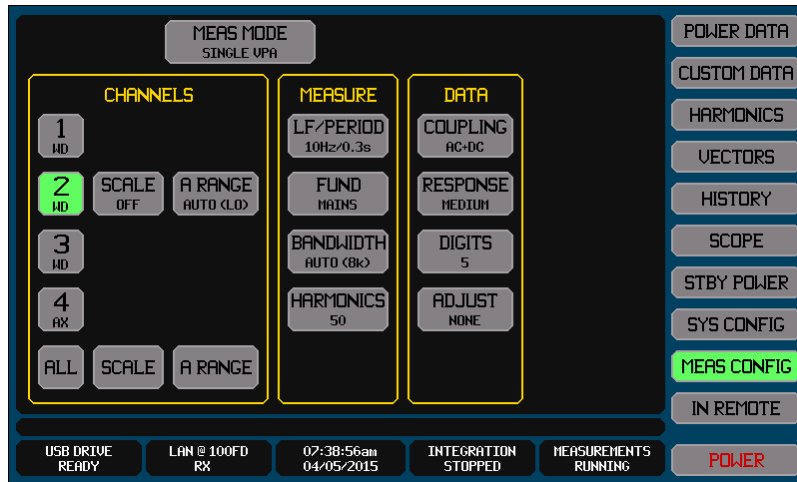 MEAS MODE
SINGLE VPA
CHANNELS
1
WD
2
WD
SCALE
OFF
A RANGE
AUTO (LO)
3
WD
4
AX
ALL
SCALE
A RANGE
MEASURE
LF/PERIOD
10Hz/0.3s
FUND
MAINS
BANDWIDTH
AUTO (8k)
HARMONICS
50
DATA
COUPLING
AC+DC
RESPONSE
MEDIUM
DIGITS
5
ADJUST
NONE
POWER DATA
CUSTOM DATA
HARMONICS
VECTORS
HISTORY
SCOPE
STBY POWER
SYS CONFIG
MEAS CONFIG
IN REMOTE
POWER
USB DRIVE
READY
LAN @ 100FD
RX
07:38:56am
04/05/2015
INTEGRATION
STOPPED
MEASUREMENTS
RUNNING